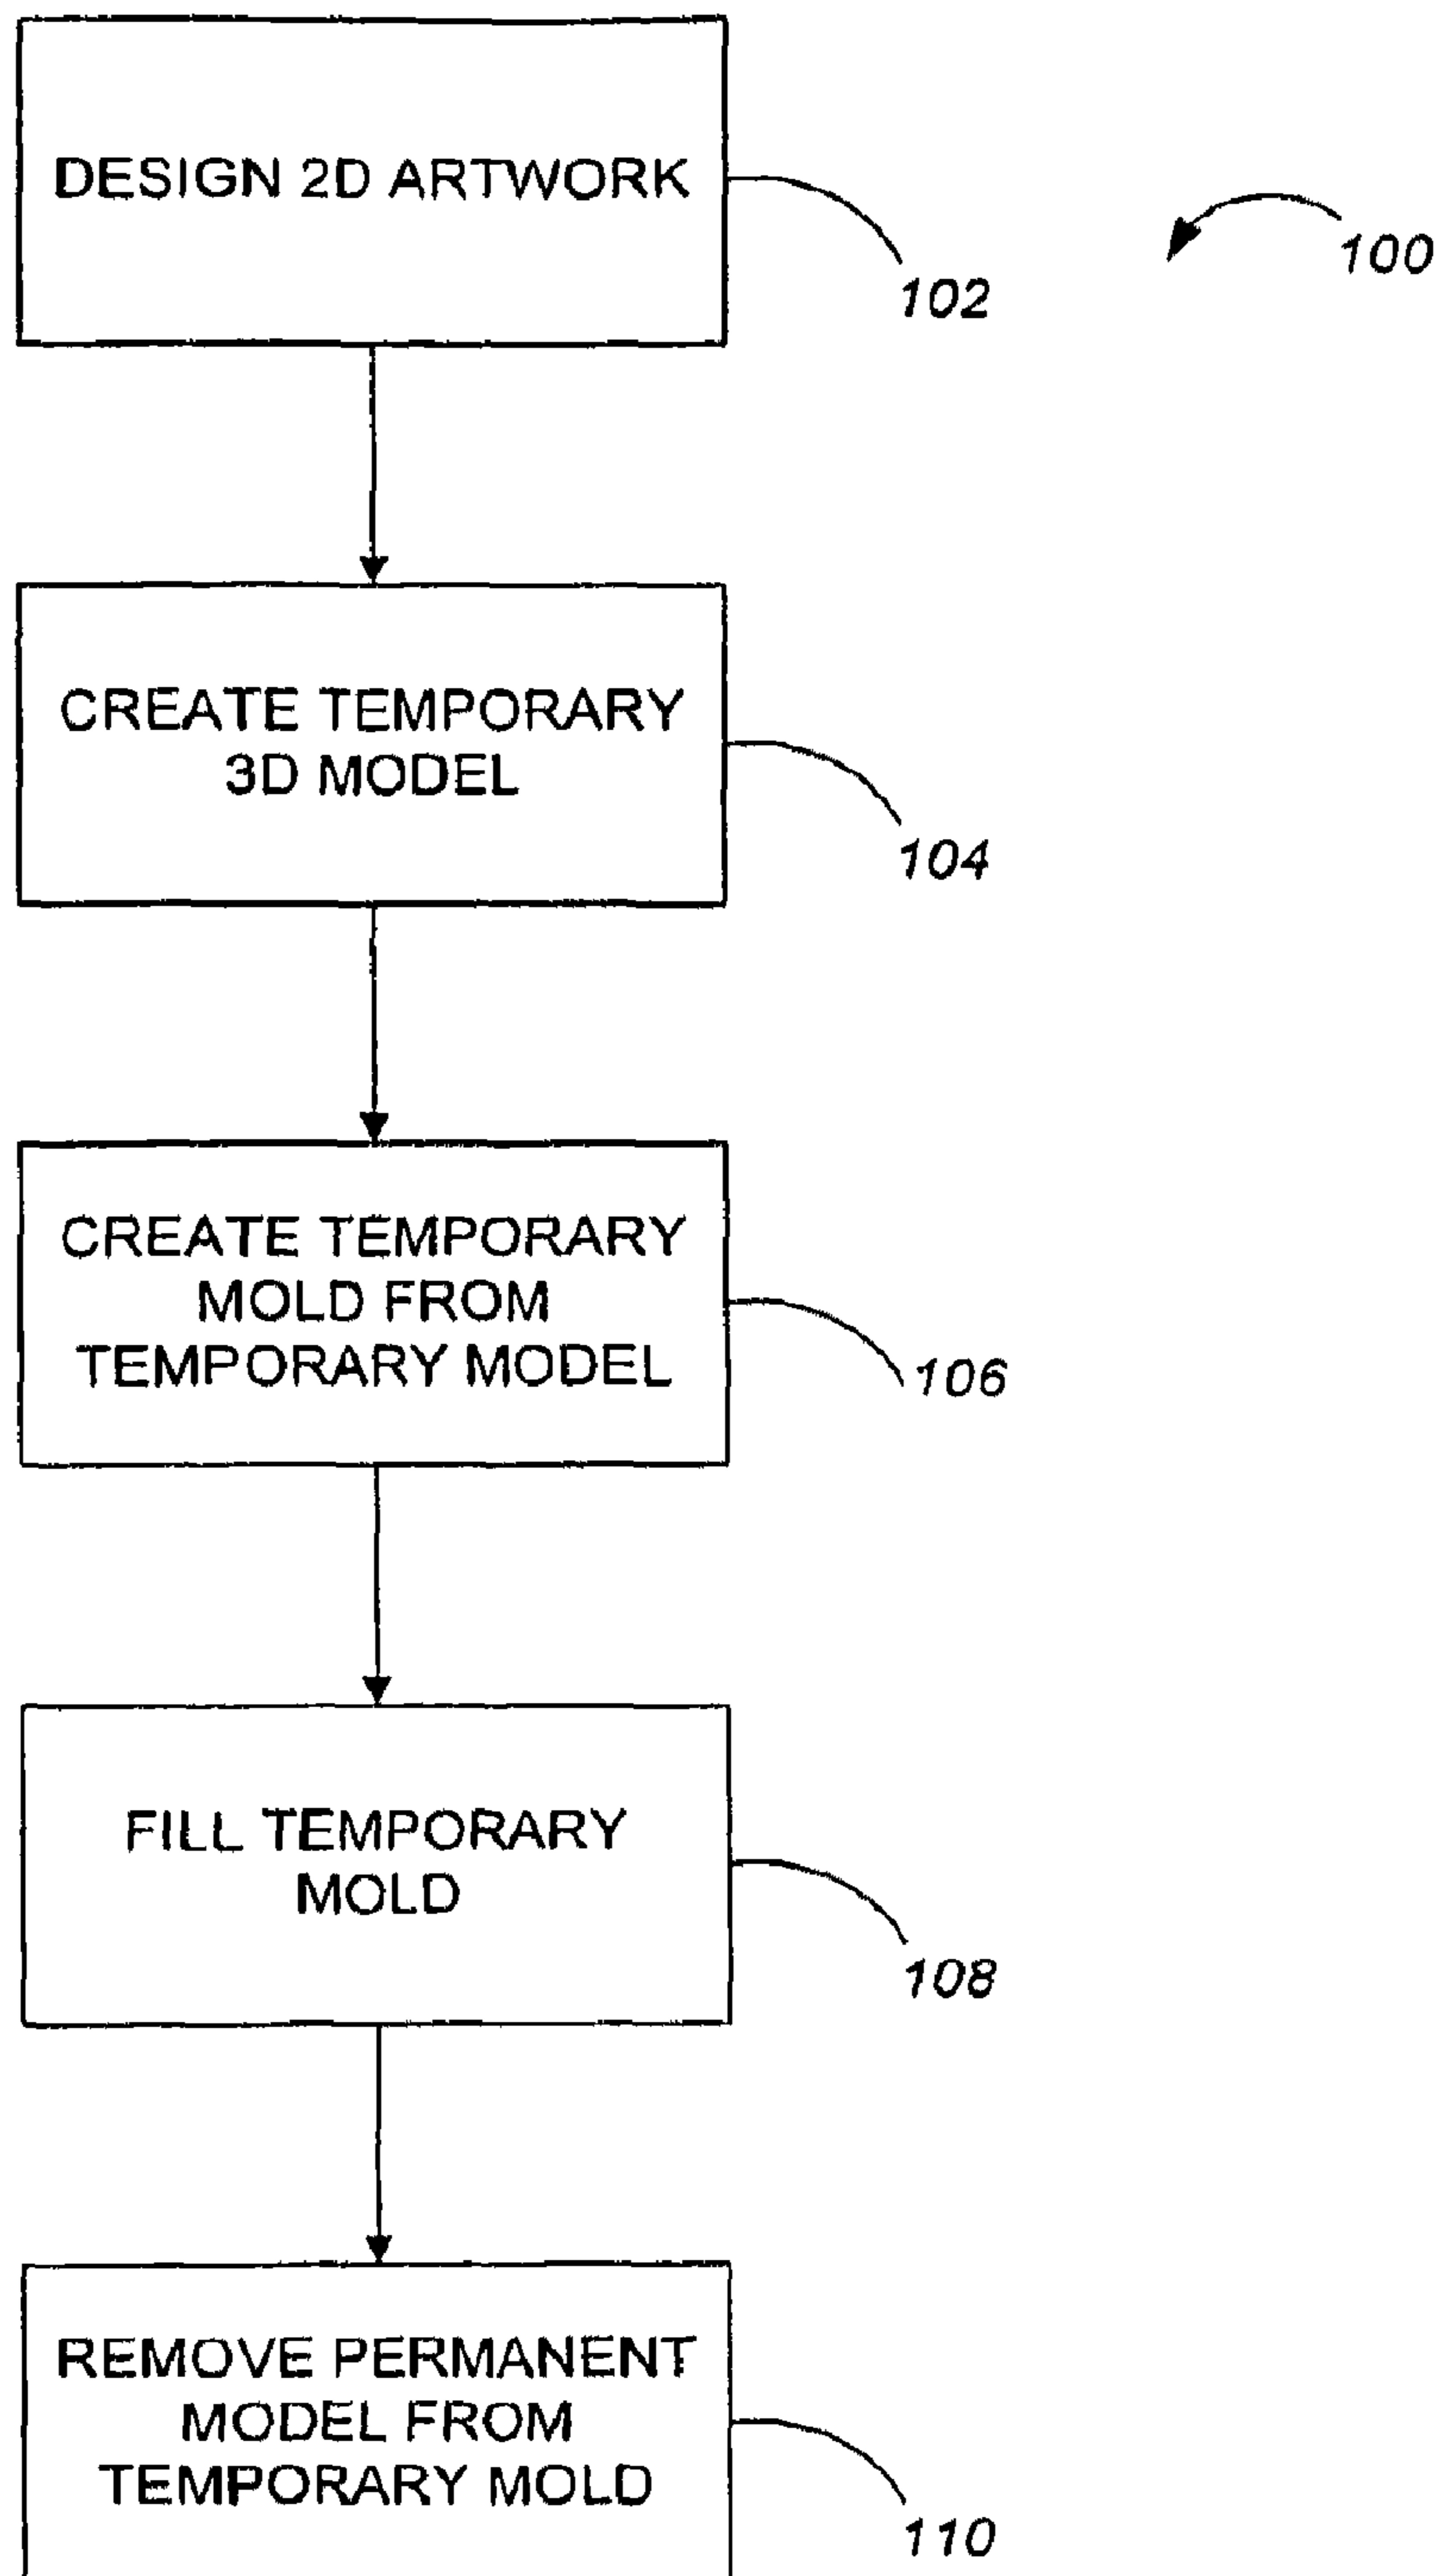 DESIGN 2D ARTWORK
102
100
CREATE TEMPORARY
3D MODEL
104
CREATE TEMPORARY
MOLD FROM
TEMPORARY MODEL
106
FILL TEMPORARY
MOLD
108
REMOVE PERMANENT
MODEL FROM
TEMPORARY MOLD
110